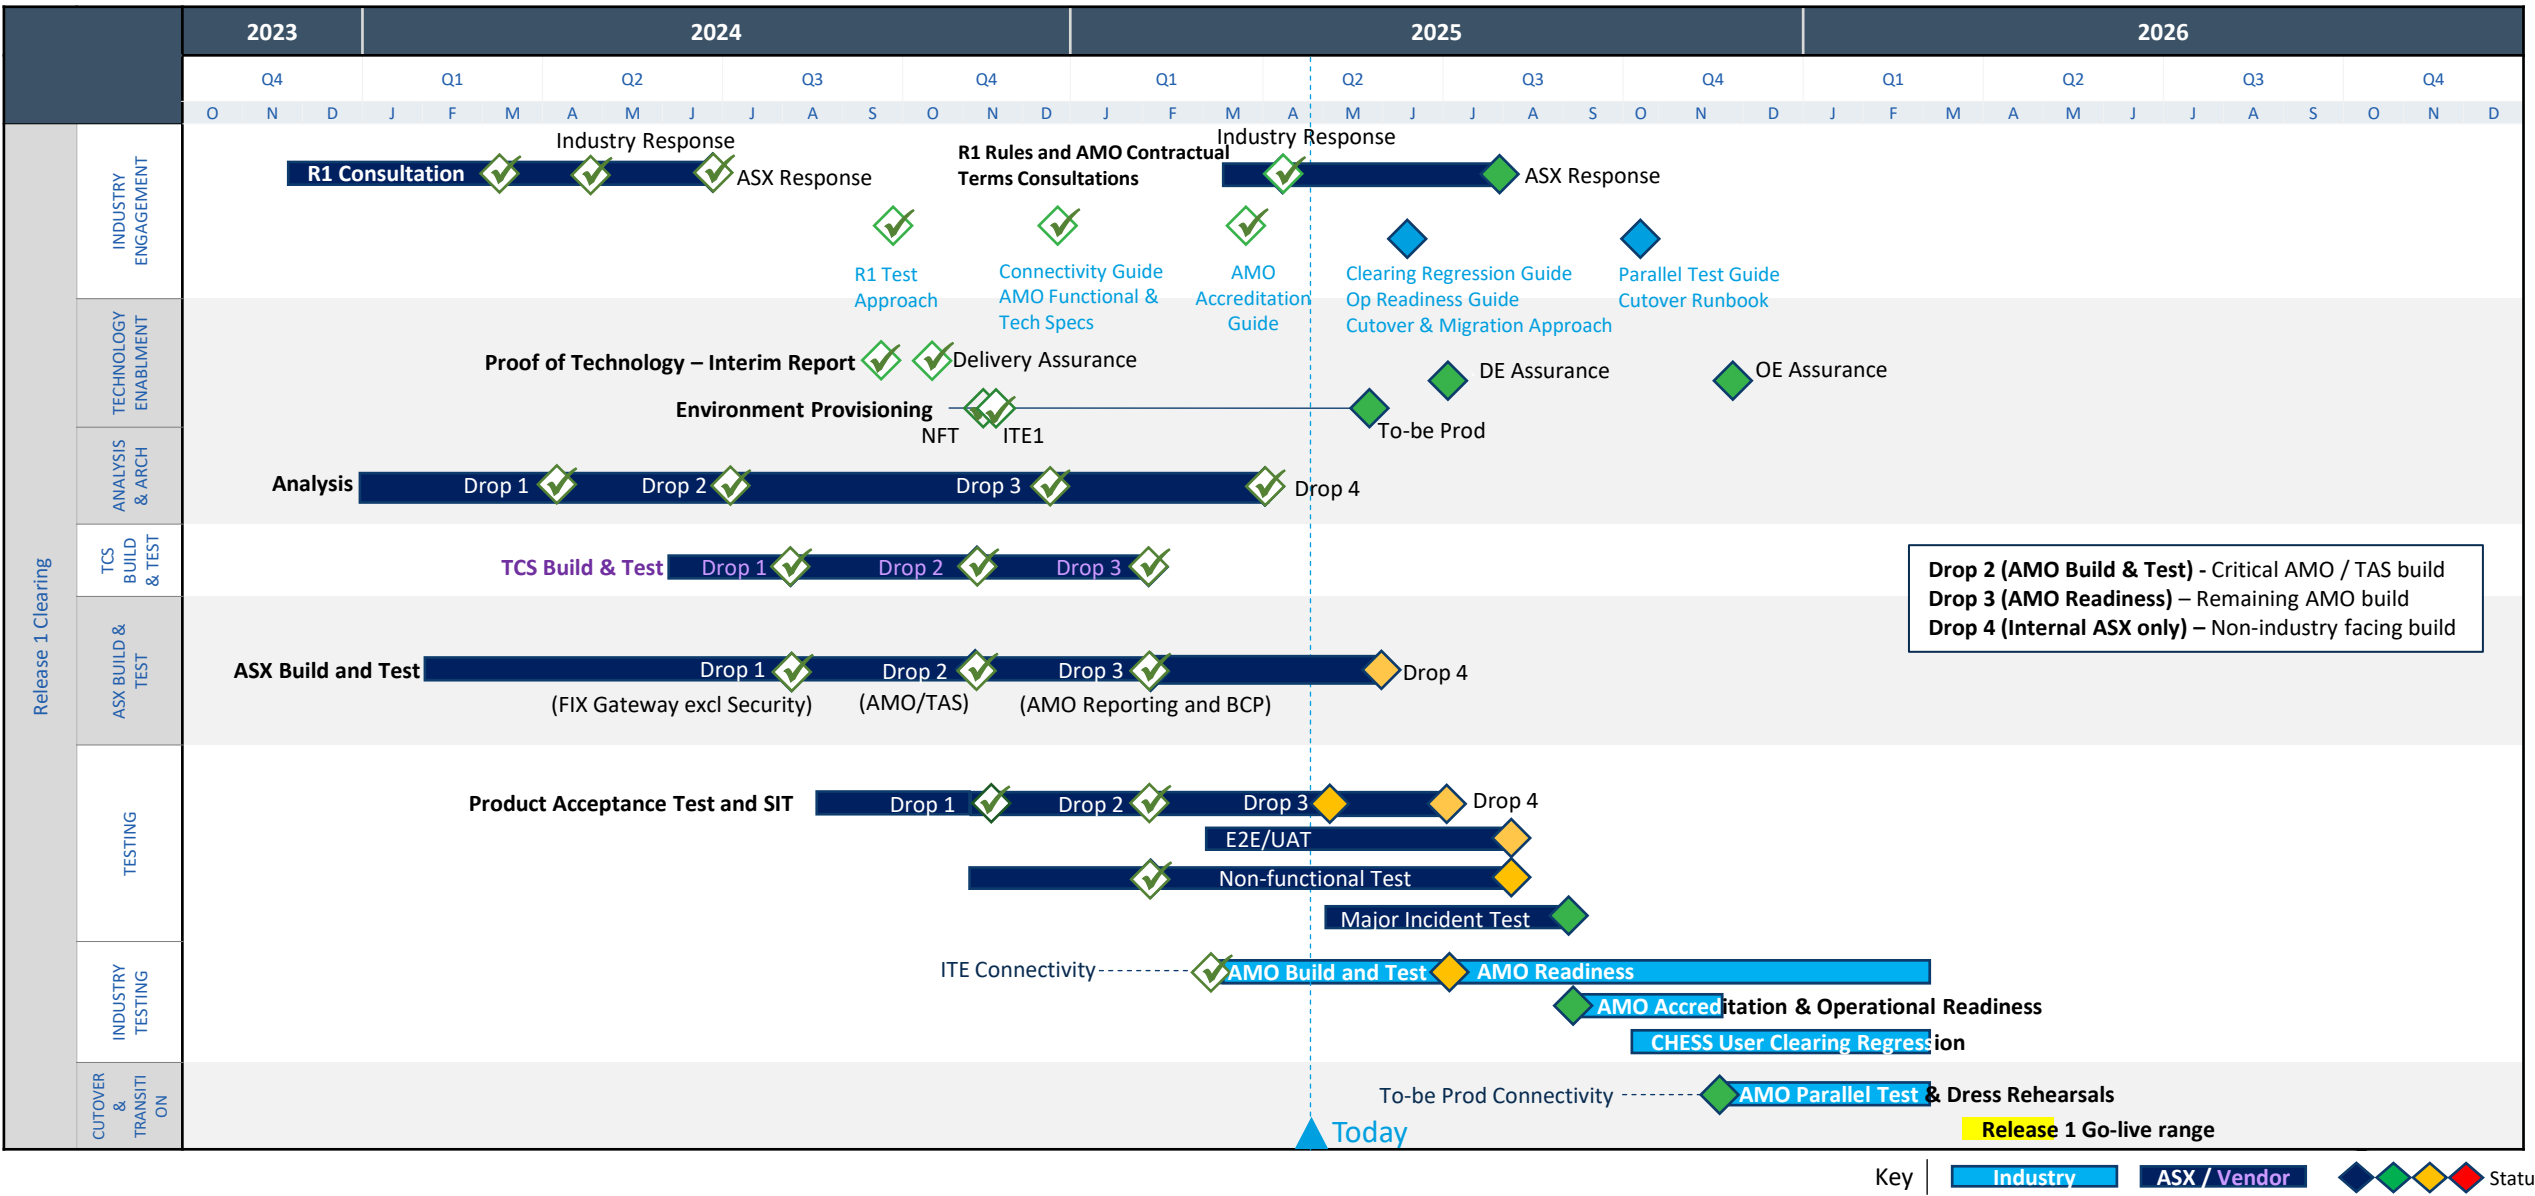 2023 2024 2025 2026
Q4 Q1 Q2 Q3 Q4 Q1 Q2 Q3 Q4 Q1 Q2 Q3 Q4
O N D J F M A M J J A S O N D J F M A M J J A S O N D J F M A M J J A S O N D
Release 1 Clearing
INDUSTRY
ENGAGEMENT
Industry Response
R1 Consultation
ASX Response
R1 Rules and AMO Contractual
Terms Consultations
Industry Response
ASX Response
R1 Test
Approach
Connectivity Guide
AMO Functional &
Tech Specs
AMO
Accreditation
Guide
Clearing Regression Guide
Op Readiness Guide
Cutover & Migration Approach
Parallel Test Guide
Cutover Runbook
TECHNOLOGY
ENABLMENT
Proof of Technology – Interim Report
Delivery Assurance
DE Assurance
OE Assurance
Environment Provisioning
NFT
ITE1
To-be Prod
ANALYSIS
& ARCH
Analysis
Drop 1
Drop 2
Drop 3
Drop 4
TCS
BUILD
& TEST
TCS Build & Test
Drop 1
Drop 2
Drop 3
Drop 2 (AMO Build & Test) - Critical AMO / TAS build
Drop 3 (AMO Readiness) – Remaining AMO build
Drop 4 (Internal ASX only) – Non-industry facing build
ASX BUILD &
TEST
ASX Build and Test
Drop 1
Drop 2
Drop 3
Drop 4
(FIX Gateway excl Security)
(AMO/TAS)
(AMO Reporting and BCP)
TESTING
Product Acceptance Test and SIT
Drop 1
Drop 2
Drop 3
Drop 4
E2E/UAT
Non-functional Test
Major Incident Test
INDUSTRY
TESTING
ITE Connectivity
AMO Build and Test
AMO Readiness
AMO Accreditation & Operational Readiness
CHESS User Clearing Regression
CUTOVER
&
TRANSITI
ON
To-be Prod Connectivity
AMO Parallel Test & Dress Rehearsals
Release 1 Go-live range
Today
Key
Industry
ASX / Vendor
Statu